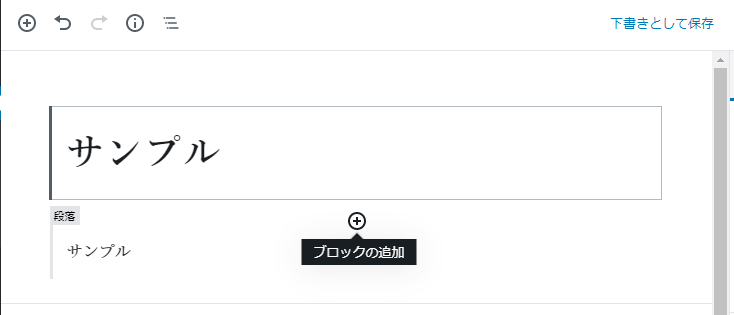 下書きとして保存
サンプル
段落
ブロックの追加
サンプル